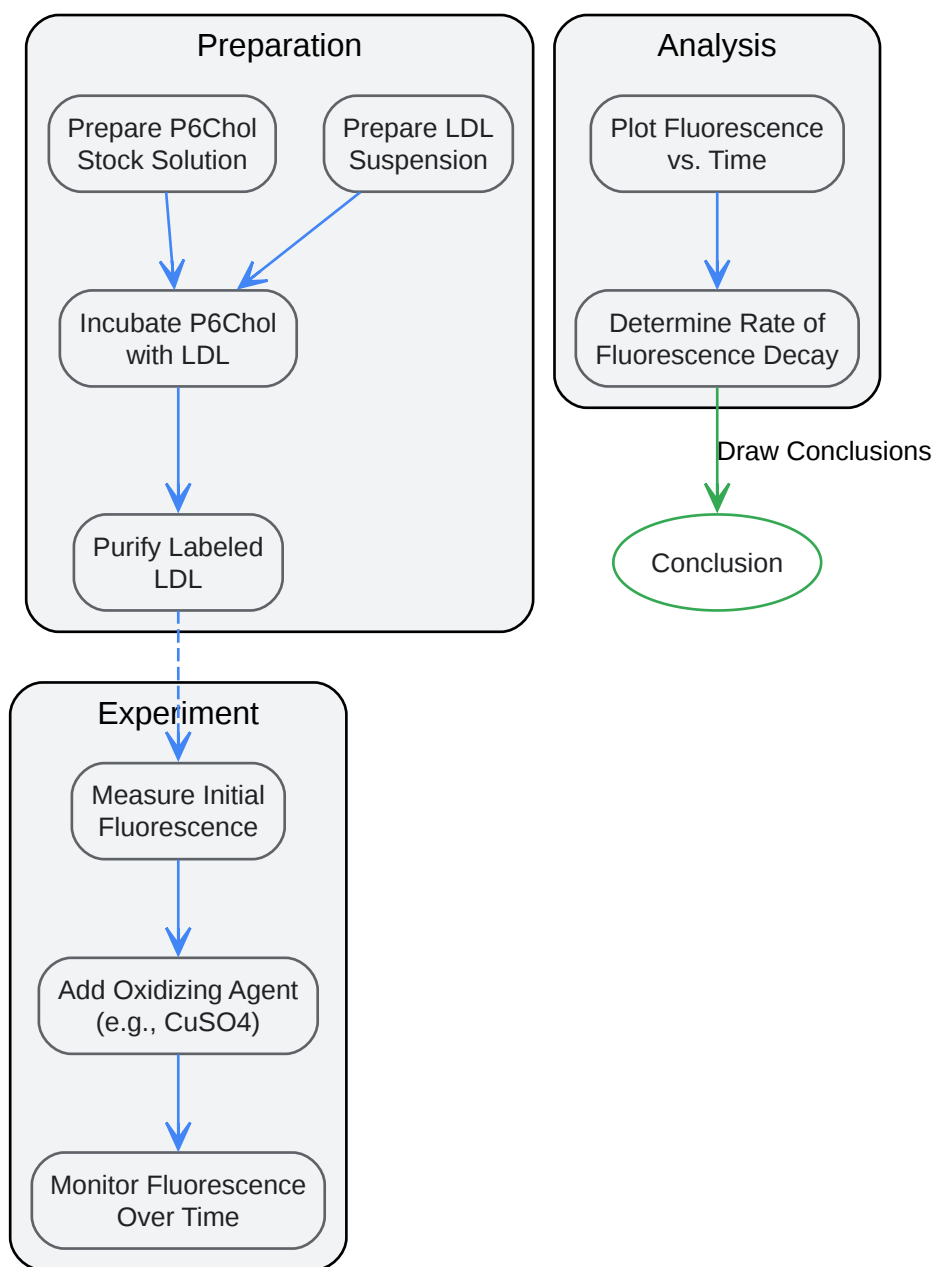 Preparation
Prepare P6Chol
Stock Solution
Prepare LDL
Suspension
Incubate P6Chol
with LDL
Purify Labeled
LDL
Experiment
Measure Initial
Fluorescence
Add Oxidizing Agent
(e.g., CuSO4)
Monitor Fluorescence
Over Time
Analysis
Plot Fluorescence
vs. Time
Determine Rate of
Fluorescence Decay
Draw Conclusions
Conclusion